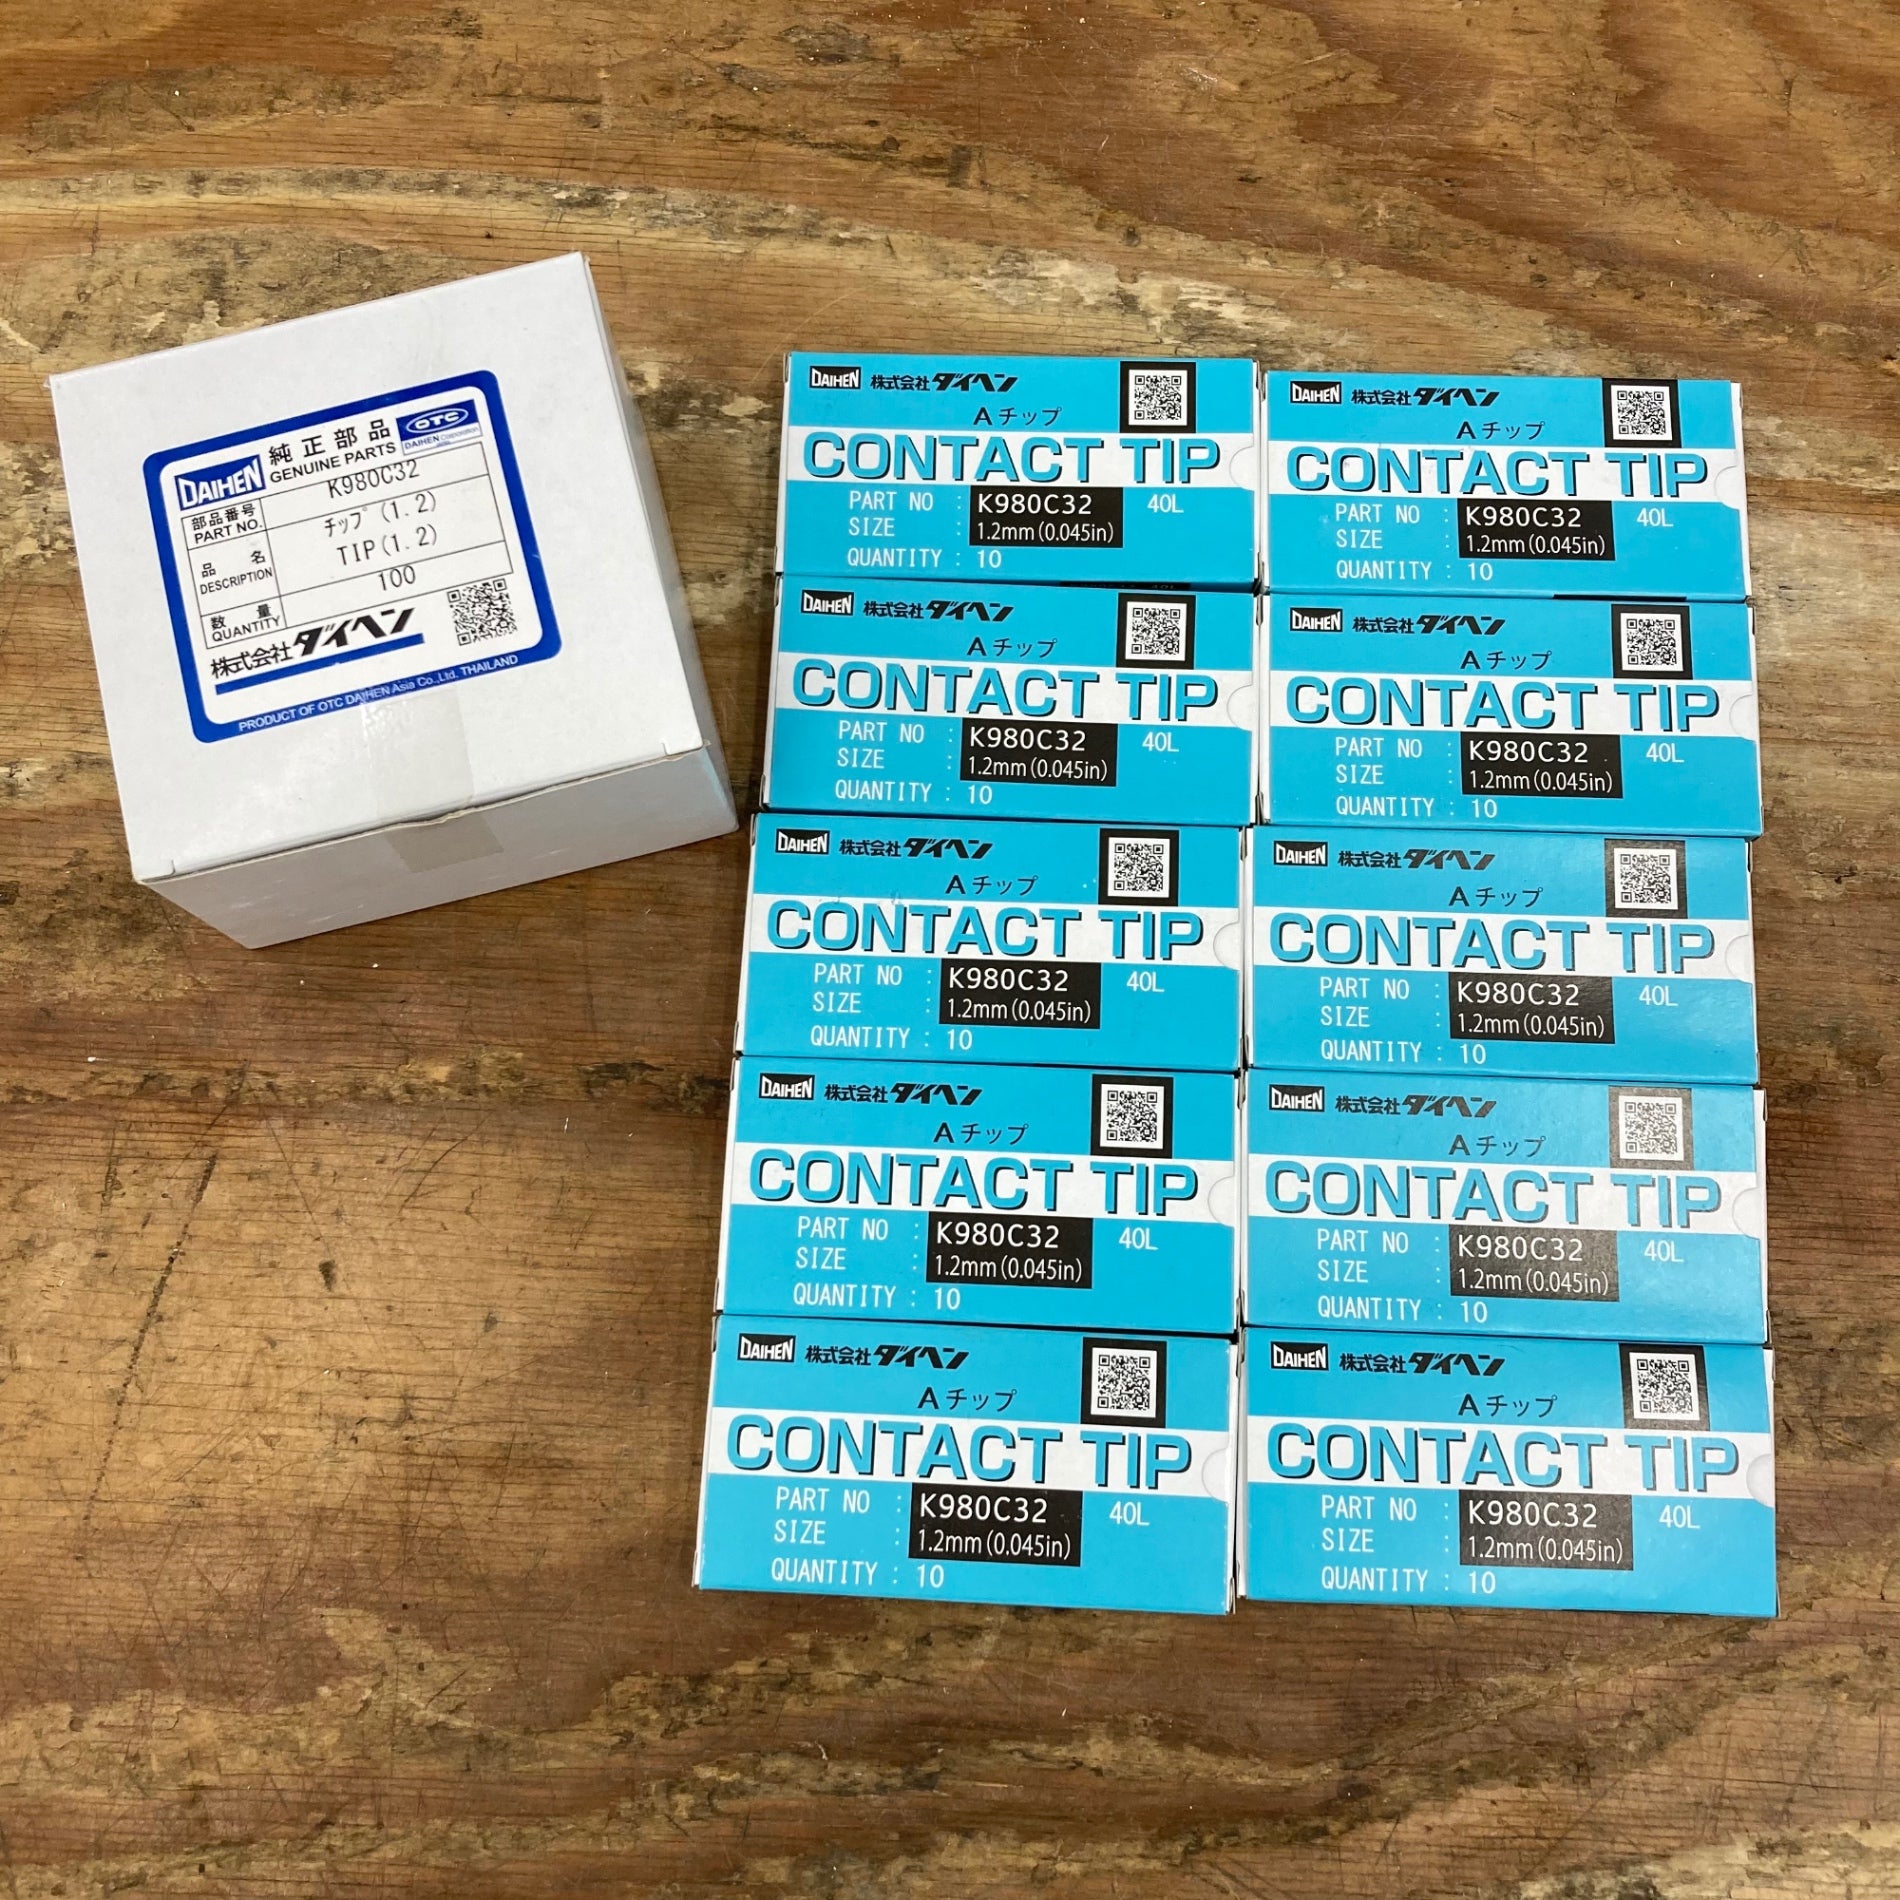 DAIHEN 純正部品 OTC
GENUINE PARTS DAIHEN Corporation
部品番号 K980C32
PART NO.
品名 チップ(1.2)
DESCRIPTION TIP(1.2)
数量 100
QUANTITY
株式会社ダイヘン
PRODUCT OF OTC DAIHEN Asia Co.,Ltd. THAILAND
DAIHEN 株式会社ダイヘン
Aチップ
CONTACT TIP
PART NO : K980C32 40L
SIZE : 1.2mm(0.045in)
QUANTITY : 10
DAIHEN 株式会社ダイヘン
Aチップ
CONTACT TIP
PART NO : K980C32 40L
SIZE : 1.2mm(0.045in)
QUANTITY : 10
DAIHEN 株式会社ダイヘン
Aチップ
CONTACT TIP
PART NO : K980C32 40L
SIZE : 1.2mm(0.045in)
QUANTITY : 10
DAIHEN 株式会社ダイヘン
Aチップ
CONTACT TIP
PART NO : K980C32 40L
SIZE : 1.2mm(0.045in)
QUANTITY : 10
DAIHEN 株式会社ダイヘン
Aチップ
CONTACT TIP
PART NO : K980C32 40L
SIZE : 1.2mm(0.045in)
QUANTITY : 10
DAIHEN 株式会社ダイヘン
Aチップ
CONTACT TIP
PART NO : K980C32 40L
SIZE : 1.2mm(0.045in)
QUANTITY : 10
DAIHEN 株式会社ダイヘン
Aチップ
CONTACT TIP
PART NO : K980C32 40L
SIZE : 1.2mm(0.045in)
QUANTITY : 10
DAIHEN 株式会社ダイヘン
Aチップ
CONTACT TIP
PART NO : K980C32 40L
SIZE : 1.2mm(0.045in)
QUANTITY : 10
DAIHEN 株式会社ダイヘン
Aチップ
CONTACT TIP
PART NO : K980C32 40L
SIZE : 1.2mm(0.045in)
QUANTITY : 10
DAIHEN 株式会社ダイヘン
Aチップ
CONTACT TIP
PART NO : K980C32 40L
SIZE : 1.2mm(0.045in)
QUANTITY : 10